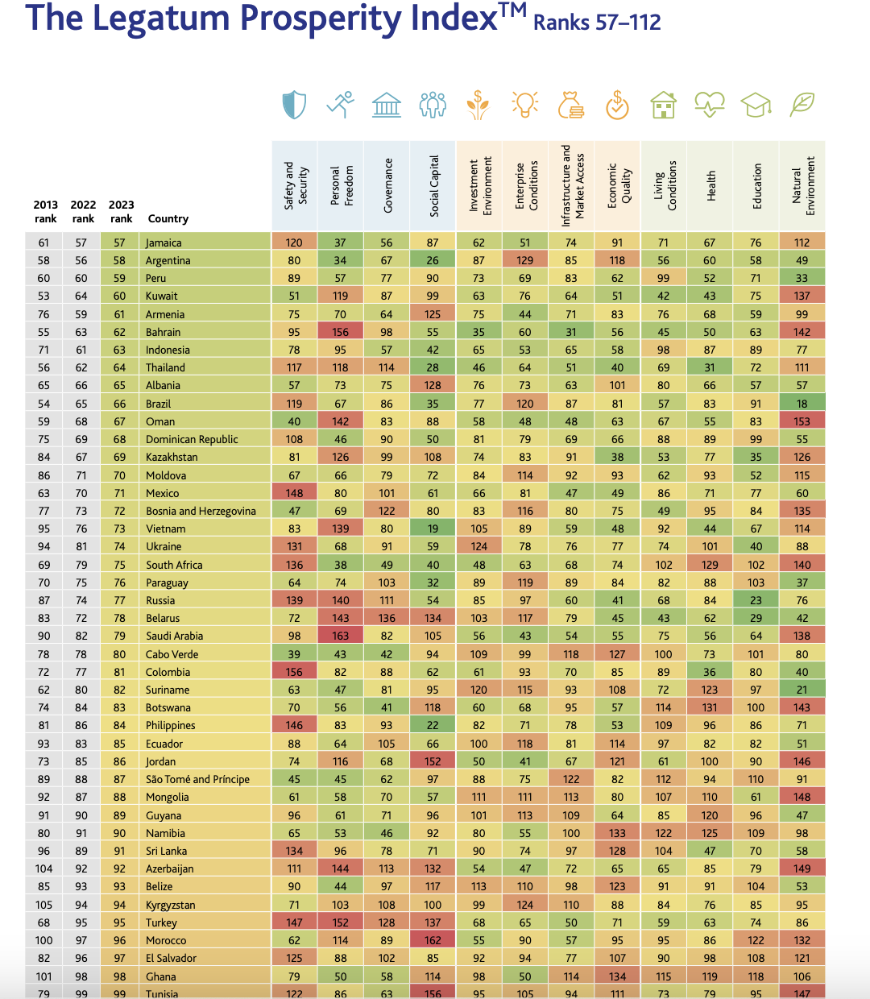 The Legatum Prosperity Index™ Ranks 57–112
2013 rank 2022 rank 2023 rank Country Safety and Security Personal Freedom Governance Social Capital Investment Environment Enterprise Conditions Infrastructure and Market Access Economic Quality Living Conditions Health Education Natural Environment
61 57 57 Jamaica 120 37 56 87 62 51 74 91 71 67 76 112
58 56 58 Argentina 80 34 67 26 87 129 85 118 56 60 58 49
60 60 59 Peru 89 57 77 90 73 69 83 62 99 52 71 33
53 64 60 Kuwait 51 119 87 99 63 76 64 51 42 43 75 137
76 59 61 Armenia 75 70 64 125 75 44 71 83 76 68 59 99
55 63 62 Bahrain 95 156 98 55 35 60 31 56 45 50 63 142
71 61 63 Indonesia 78 95 57 42 65 53 65 58 98 87 89 77
56 62 64 Thailand 117 118 114 28 46 64 51 40 69 31 72 111
65 66 65 Albania 57 73 75 128 76 73 63 101 80 66 57 57
54 65 66 Brazil 119 67 86 35 77 120 87 81 57 83 91 18
59 68 67 Oman 40 142 83 88 58 48 48 63 67 55 83 153
75 69 68 Dominican Republic 108 46 90 50 81 79 69 66 88 89 99 55
84 67 69 Kazakhstan 81 126 99 108 74 83 91 38 53 77 35 126
86 71 70 Moldova 67 66 79 72 84 114 92 93 62 93 52 115
63 70 71 Mexico 148 80 101 61 66 81 47 49 86 71 77 60
77 73 72 Bosnia and Herzegovina 47 69 122 80 83 116 80 75 49 95 84 135
95 76 73 Vietnam 83 139 80 19 105 89 59 48 92 44 67 114
94 81 74 Ukraine 131 68 91 59 124 78 76 77 74 101 40 88
69 79 75 South Africa 136 38 49 40 48 63 68 74 102 129 102 140
70 75 76 Paraguay 64 74 103 32 89 119 89 84 82 88 103 37
87 74 77 Russia 139 140 111 54 85 97 60 41 68 84 23 76
83 72 78 Belarus 72 143 136 134 103 117 79 45 43 62 29 42
90 82 79 Saudi Arabia 98 163 82 105 56 43 54 55 75 56 64 138
78 78 80 Cabo Verde 39 43 42 94 109 99 118 127 100 73 101 80
72 77 81 Colombia 156 82 88 62 61 93 70 85 89 36 80 40
62 80 82 Suriname 63 47 81 95 120 115 93 108 72 123 97 21
74 84 83 Botswana 70 56 41 118 60 68 95 57 114 131 100 143
81 86 84 Philippines 146 83 93 22 82 71 78 53 109 96 86 71
93 83 85 Ecuador 88 64 105 66 100 118 81 114 97 82 82 51
73 85 86 Jordan 74 116 68 152 50 41 67 121 61 100 90 146
89 88 87 São Tomé and Príncipe 45 45 62 97 88 75 122 82 112 94 110 91
92 87 88 Mongolia 61 58 70 57 111 111 113 80 107 110 61 148
91 90 89 Guyana 96 61 71 96 101 113 109 64 85 120 96 47
80 91 90 Namibia 65 53 46 92 80 55 100 133 122 125 109 98
96 89 91 Sri Lanka 134 96 78 71 90 74 97 128 104 47 70 58
104 92 92 Azerbaijan 111 144 113 132 54 47 72 65 65 85 79 149
85 93 93 Belize 90 44 97 117 113 110 98 123 91 91 104 53
105 94 94 Kyrgyzstan 71 103 108 100 99 124 110 88 84 76 85 95
68 95 95 Turkey 147 152 128 137 68 65 50 71 59 63 74 86
100 97 96 Morocco 62 114 89 162 55 90 57 95 95 86 122 132
82 96 97 El Salvador 125 88 102 85 92 94 77 107 90 98 108 121
101 98 98 Ghana 79 50 58 114 98 50 114 134 115 119 118 106
79 99 99 Tunisia 122 86 63 156 95 105 94 111 73 79 95 147